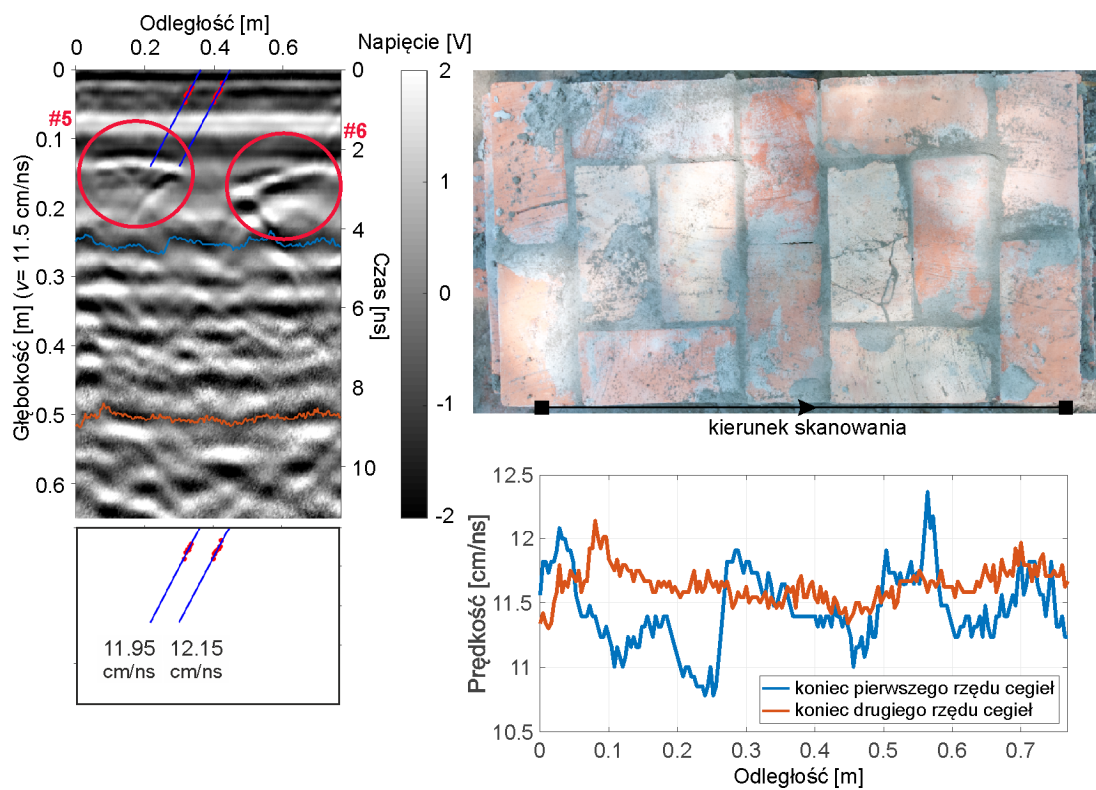 Odległość [m]
0 0.2 0.4 0.6
Napięcie [V]
0 0 2
#5 #6
0.1 2
1
0.2 4
0.3
0
0.4 6
0.5 8
-1
0.6 10
-2
Głębokość [m] (v= 11.5 cm/ns)
Czas [ns]
kierunek skanowania
11.95 12.15
cm/ns cm/ns
12.5
12
11.5
11
10.5
Prędkość [cm/ns]
koniec pierwszego rzędu cegieł
koniec drugiego rzędu cegieł
0 0.1 0.2 0.3 0.4 0.5 0.6 0.7
Odległość [m]